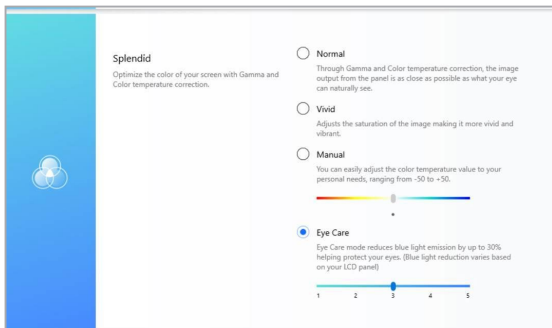 Splendid
Optimize the color of your screen with Gamma and
Color temperature correction.
Normal
Through Gamma and Color temperature correction, the image
output from the panel is as close as possible as what your eye
can naturally see.
Vivid
Adjusts the saturation of the image making it more vivid and
vibrant.
Manual
You can easily adjust the color temperature value to your
personal needs, ranging from -50 to +50.
Eye Care
Eye Care mode reduces blue light emission by up to 30%
helping protect your eyes. (Blue light reduction varies based
on your LCD panel)
1 2 3 4 5